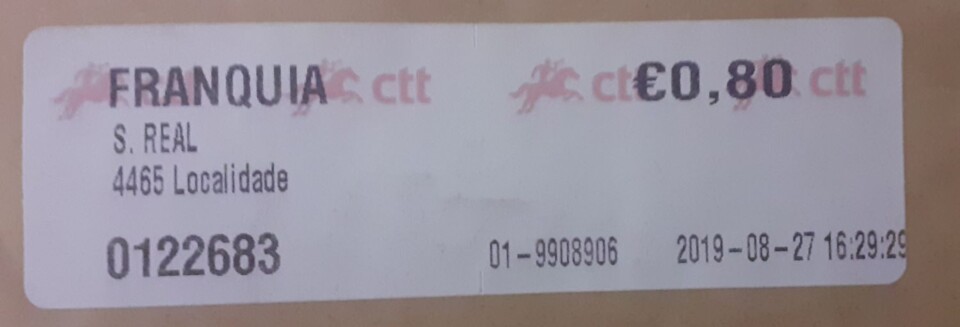 FRANQUIA €0,80
ctt ctt ctt
S. REAL
4465 Localidade
0122683 01-9908906 2019-08-27 16:29:29